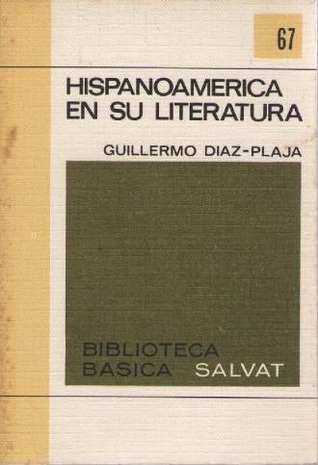 67
HISPANOAMERICA
EN SU LITERATURA
GUILLERMO DIAZ-PLAJA
BIBLIOTECA
BASICA SALVAT